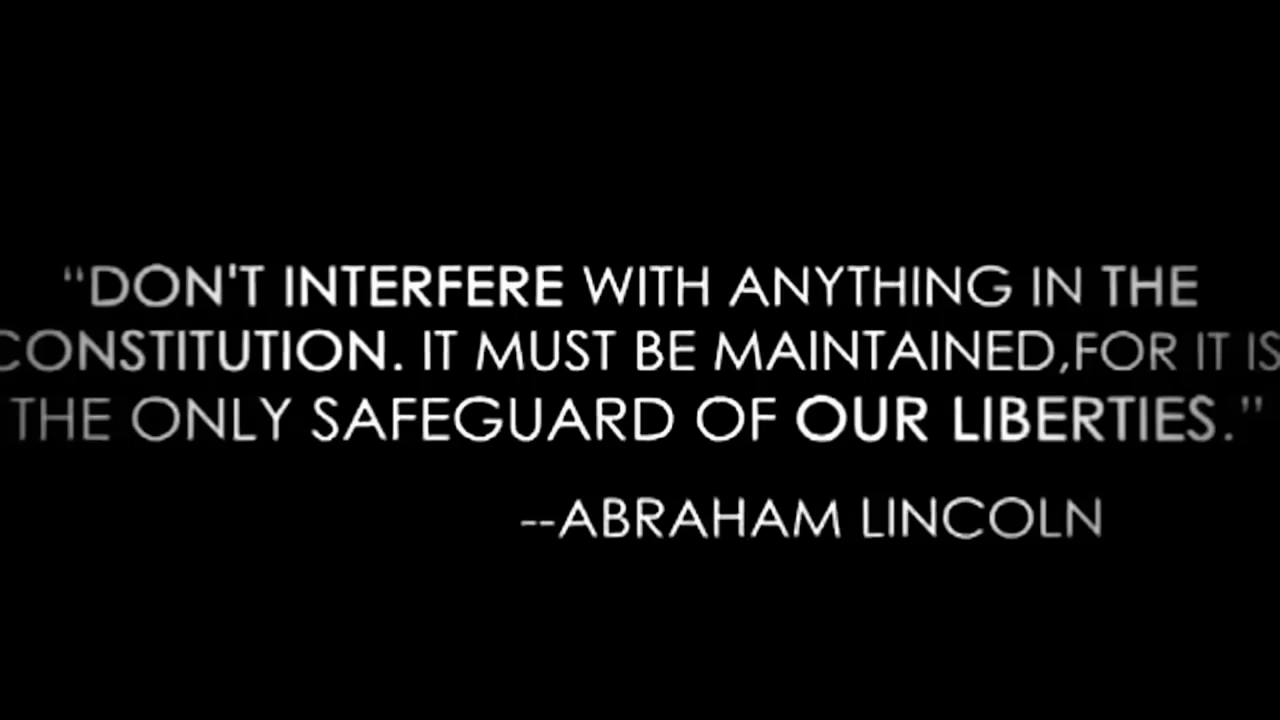 “DON'T INTERFERE WITH ANYTHING IN THE
CONSTITUTION. IT MUST BE MAINTAINED,FOR IT IS
THE ONLY SAFEGUARD OF OUR LIBERTIES.”
--ABRAHAM LINCOLN